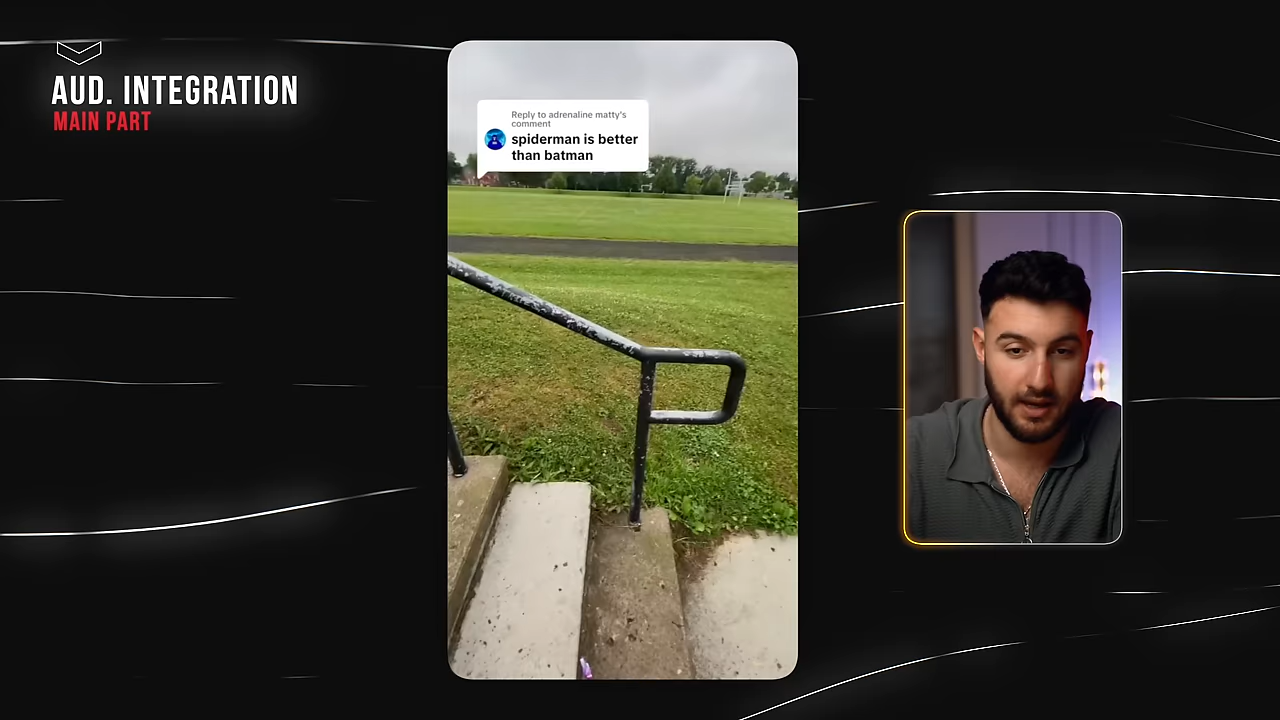 AUD. INTEGRATION
MAIN PART
Reply to adrenaline matty's
comment
spiderman is better
than batman